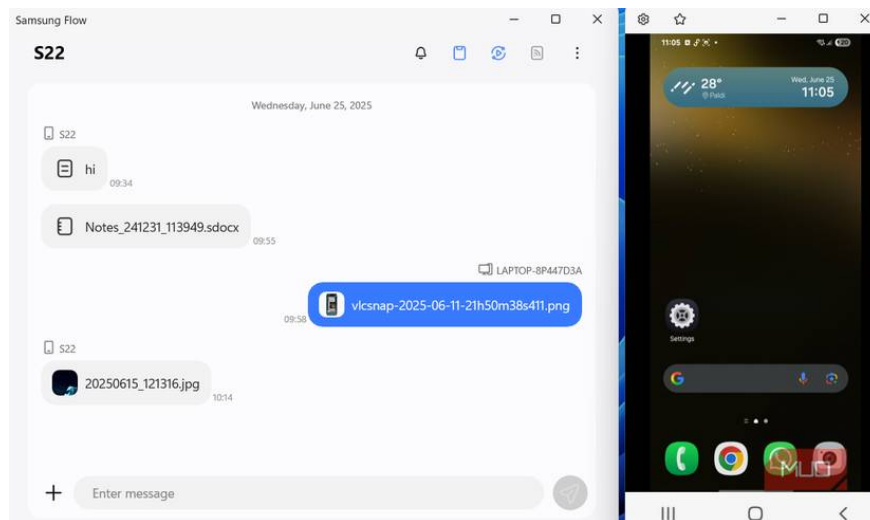 Samsung Flow
S22
Wednesday, June 25, 2025
S22
hi
09:34
Notes_241231_113949.sdocx
09:55
LAPTOP-8P447D3A
vlcsnap-2025-06-11-21h50m38s411.png
09:58
S22
20250615_121316.jpg
10:14
Enter message
11:05
28°
Paldi
Wed, June 25
11:05
Settings
MUO